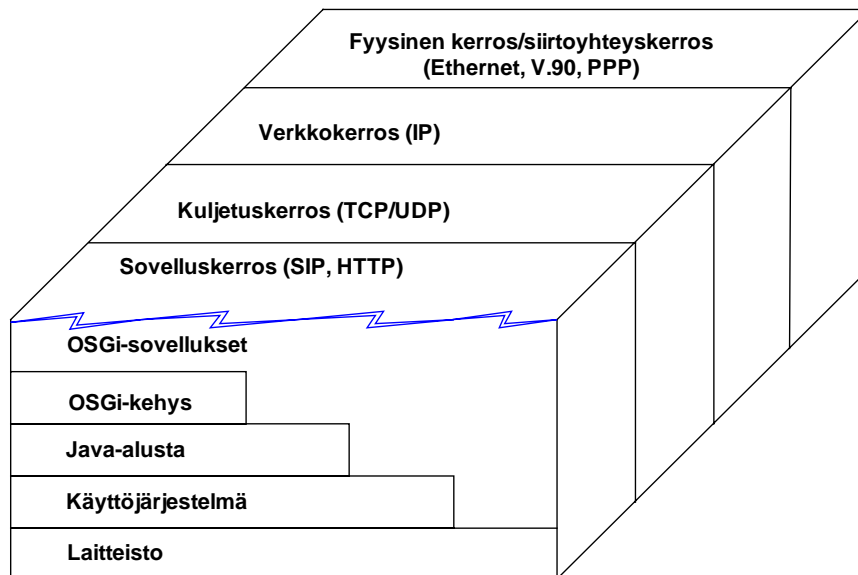 Fyysinen kerros/siirtoyhteyskerros
(Ethernet, V.90, PPP)
Verkkokerros (IP)
Kuljetuskerros (TCP/UDP)
Sovelluskerros (SIP, HTTP)
OSGi-sovellukset
OSGi-kehys
Java-alusta
Käyttöjärjestelmä
Laitteisto